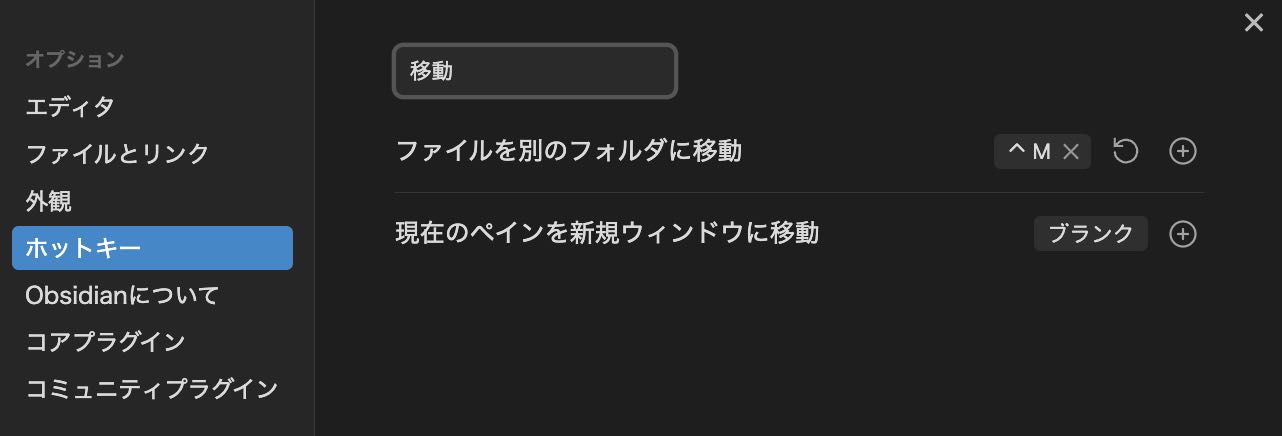 オプション
エディタ
ファイルとリンク
外観
ホットキー
Obsidianについて
コアプラグイン
コミュニティプラグイン
移動
ファイルを別のフォルダに移動 ^ M
現在のペインを新規ウィンドウに移動 ブランク